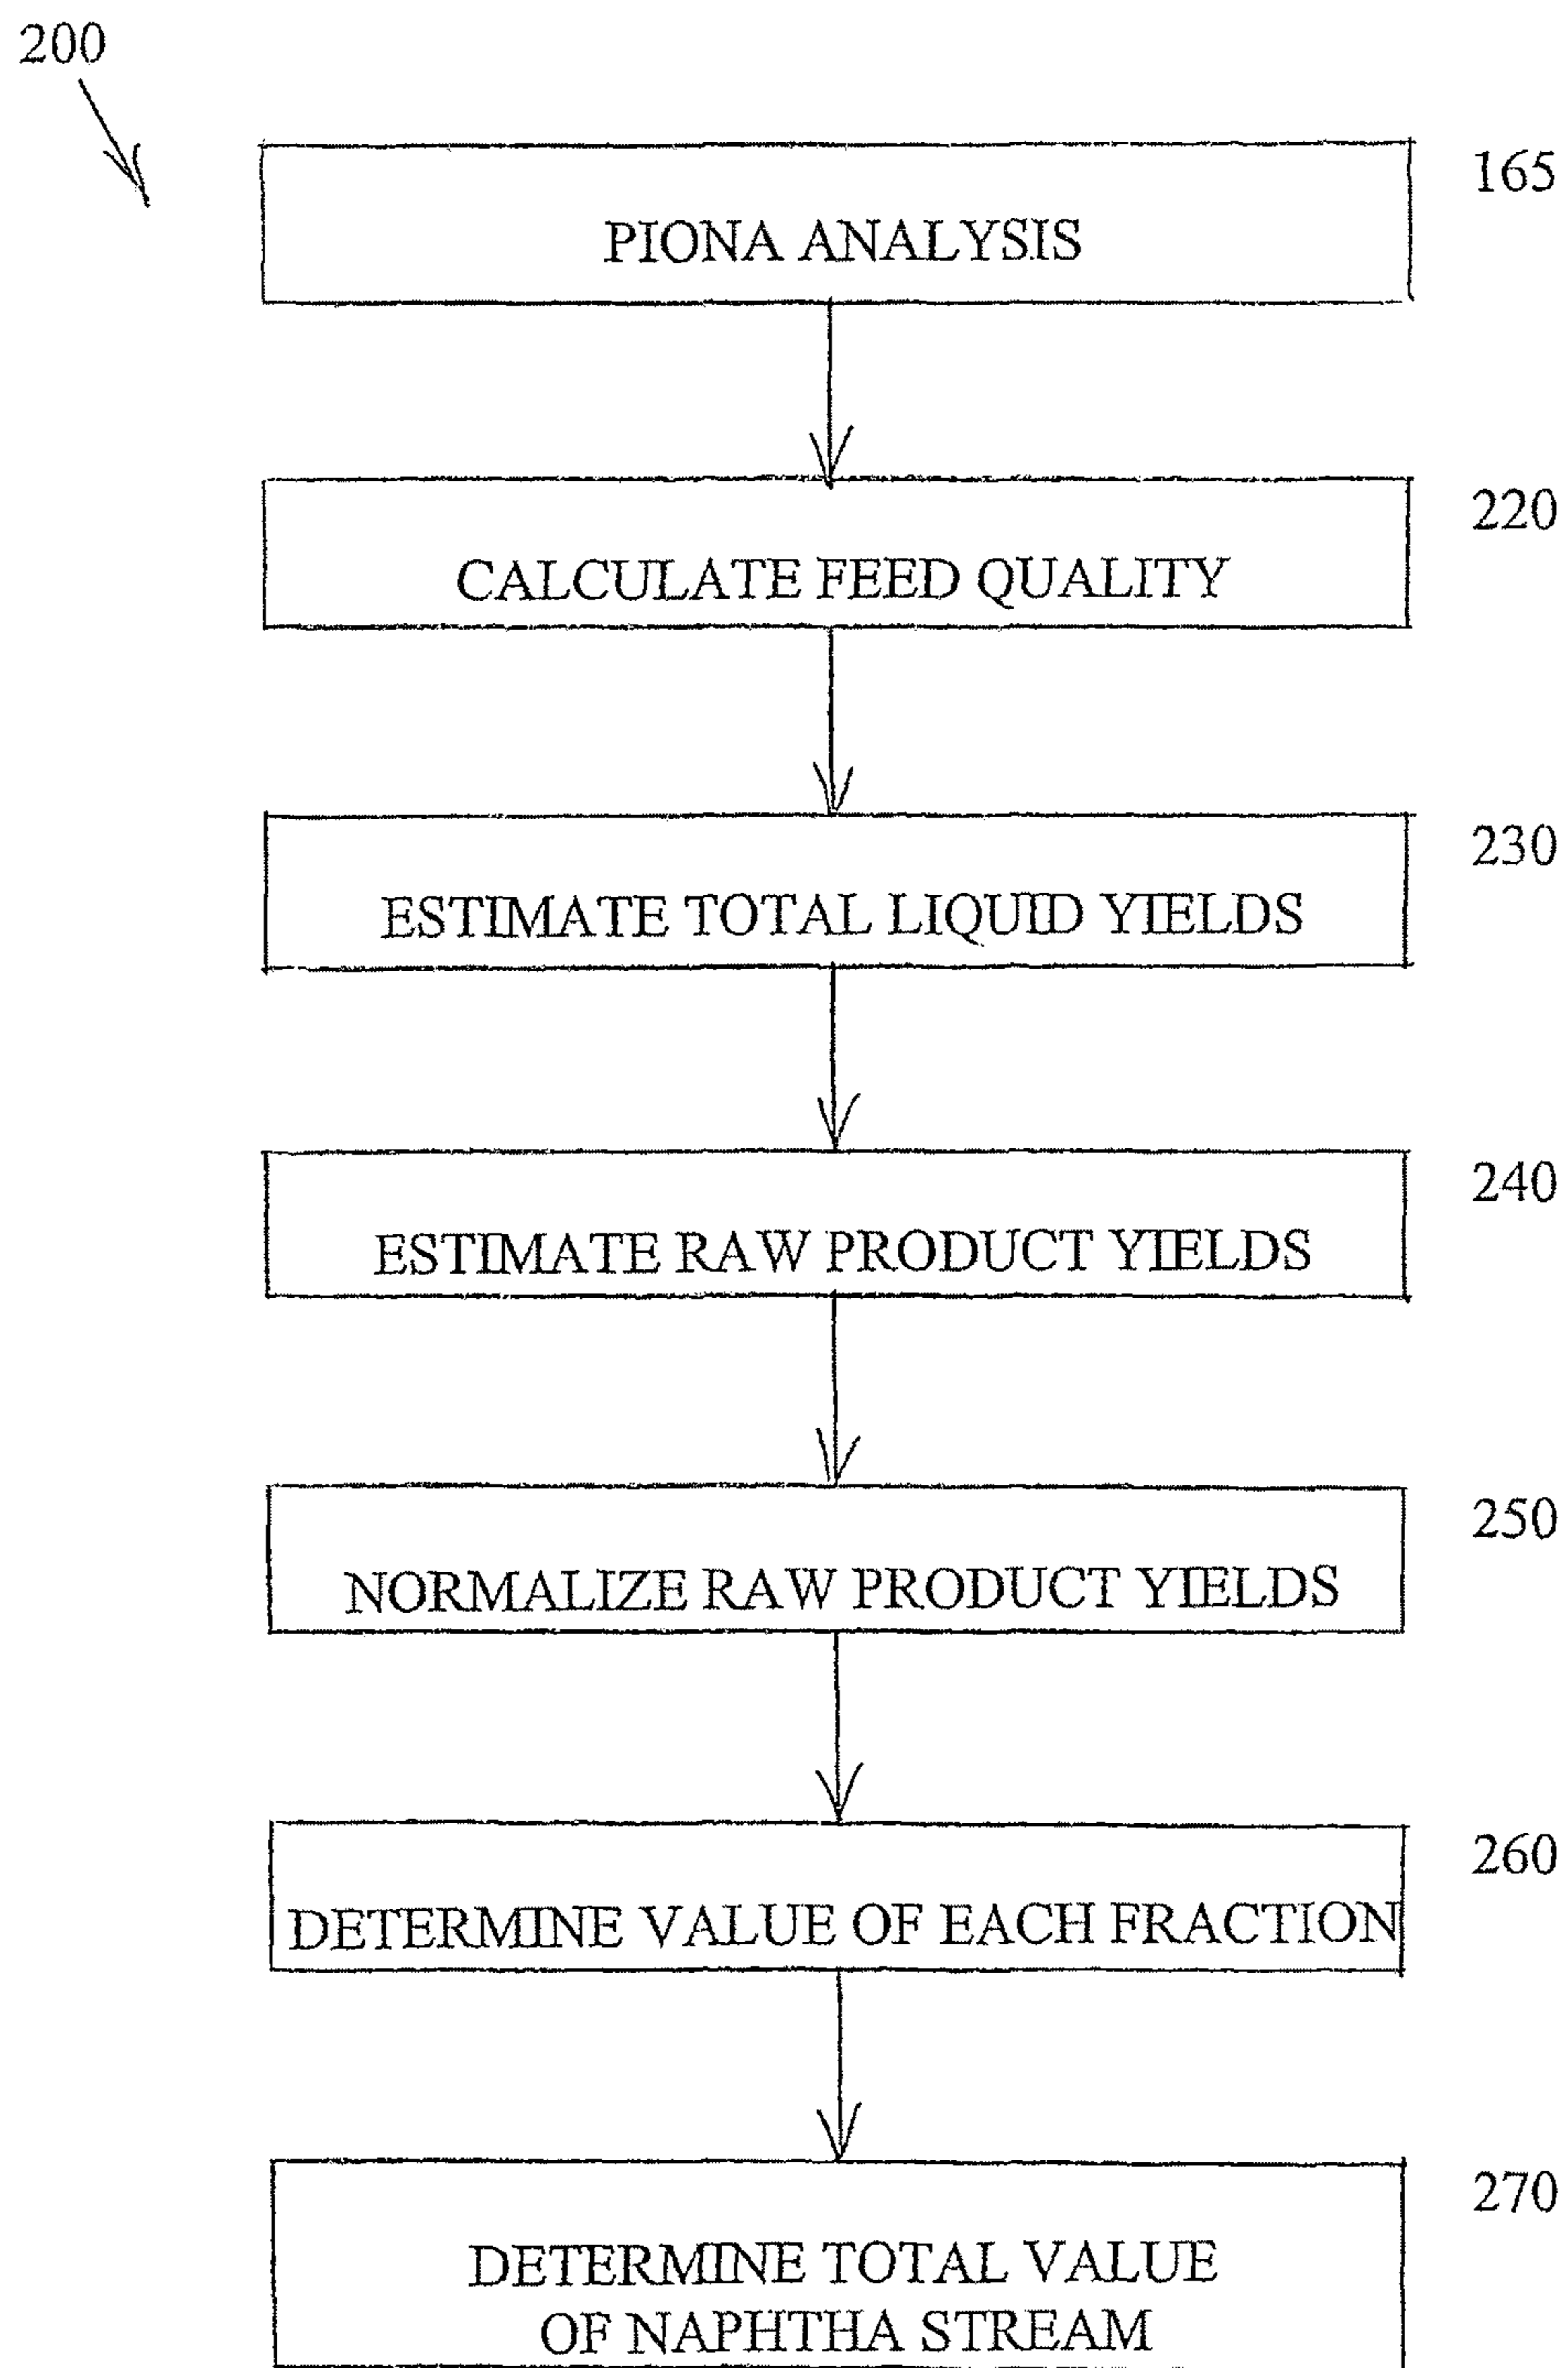 200
165
PIONA ANALYSIS
220
CALCULATE FEED QUALITY
230
ESTIMATE TOTAL LIQUID YIELDS
240
ESTIMATE RAW PRODUCT YIELDS
250
NORMALIZE RAW PRODUCT YIELDS
260
DETERMINE VALUE OF EACH FRACTION
270
DETERMINE TOTAL VALUE
OF NAPHTHA STREAM